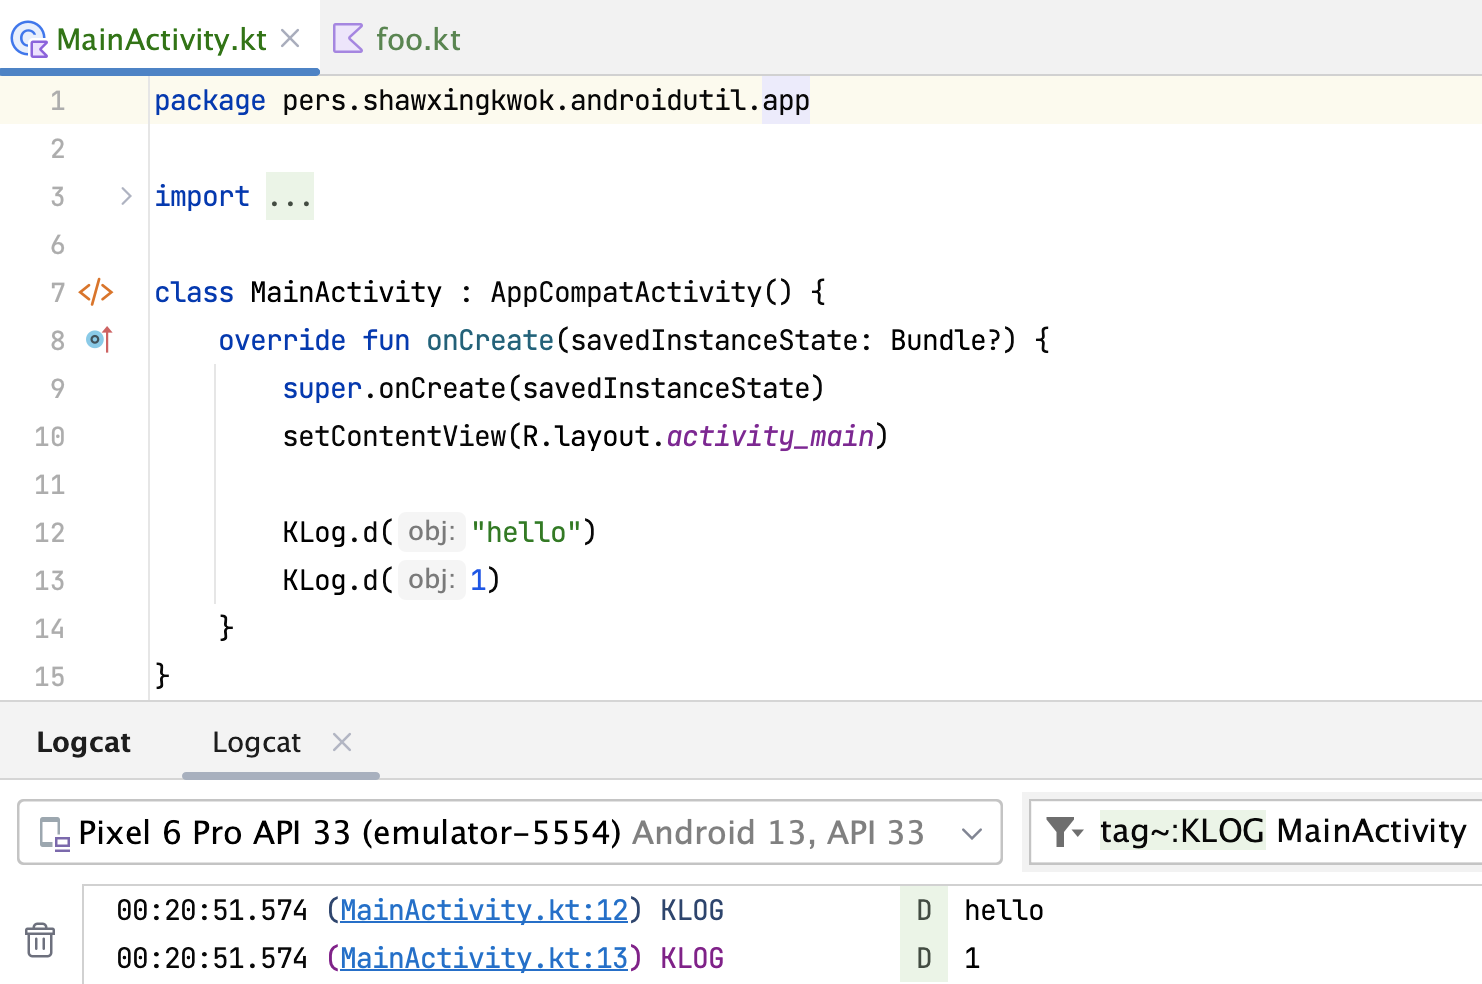 MainActivity.kt foo.kt
1 package pers.shawxingkwok.androidutil.app
2
3 import ...
6
7 </> class MainActivity : AppCompatActivity() {
8 override fun onCreate(savedInstanceState: Bundle?) {
9 super.onCreate(savedInstanceState)
10 setContentView(R.layout.activity_main)
11
12 KLog.d( obj: "hello")
13 KLog.d( obj: 1)
14 }
15 }
Logcat Logcat
Pixel 6 Pro API 33 (emulator-5554) Android 13, API 33 tag~:KLOG MainActivity
00:20:51.574 (MainActivity.kt:12) KLOG D hello
00:20:51.574 (MainActivity.kt:13) KLOG D 1